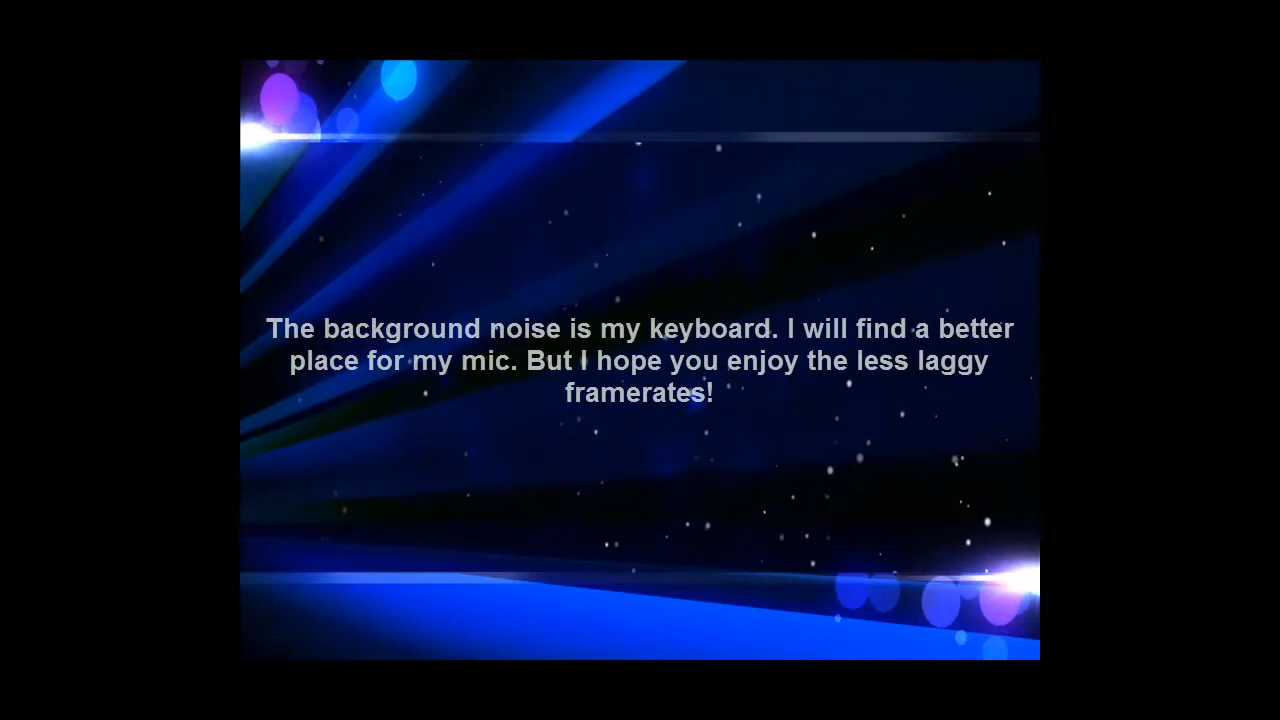 The background noise is my keyboard. I will find a better
place for my mic. But I hope you enjoy the less laggy
framerates!